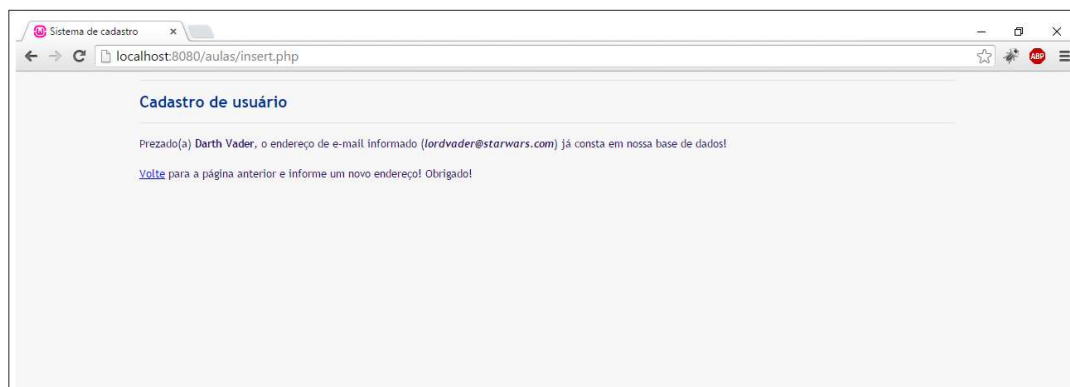 Sistema de cadastro
localhost:8080/aulas/insert.php
ABP
Cadastro de usuário
Prezado(a) Darth Vader, o endereço de e-mail informado (lordvader@starwars.com) já consta em nossa base de dados!
Volte para a página anterior e informe um novo endereço! Obrigado!